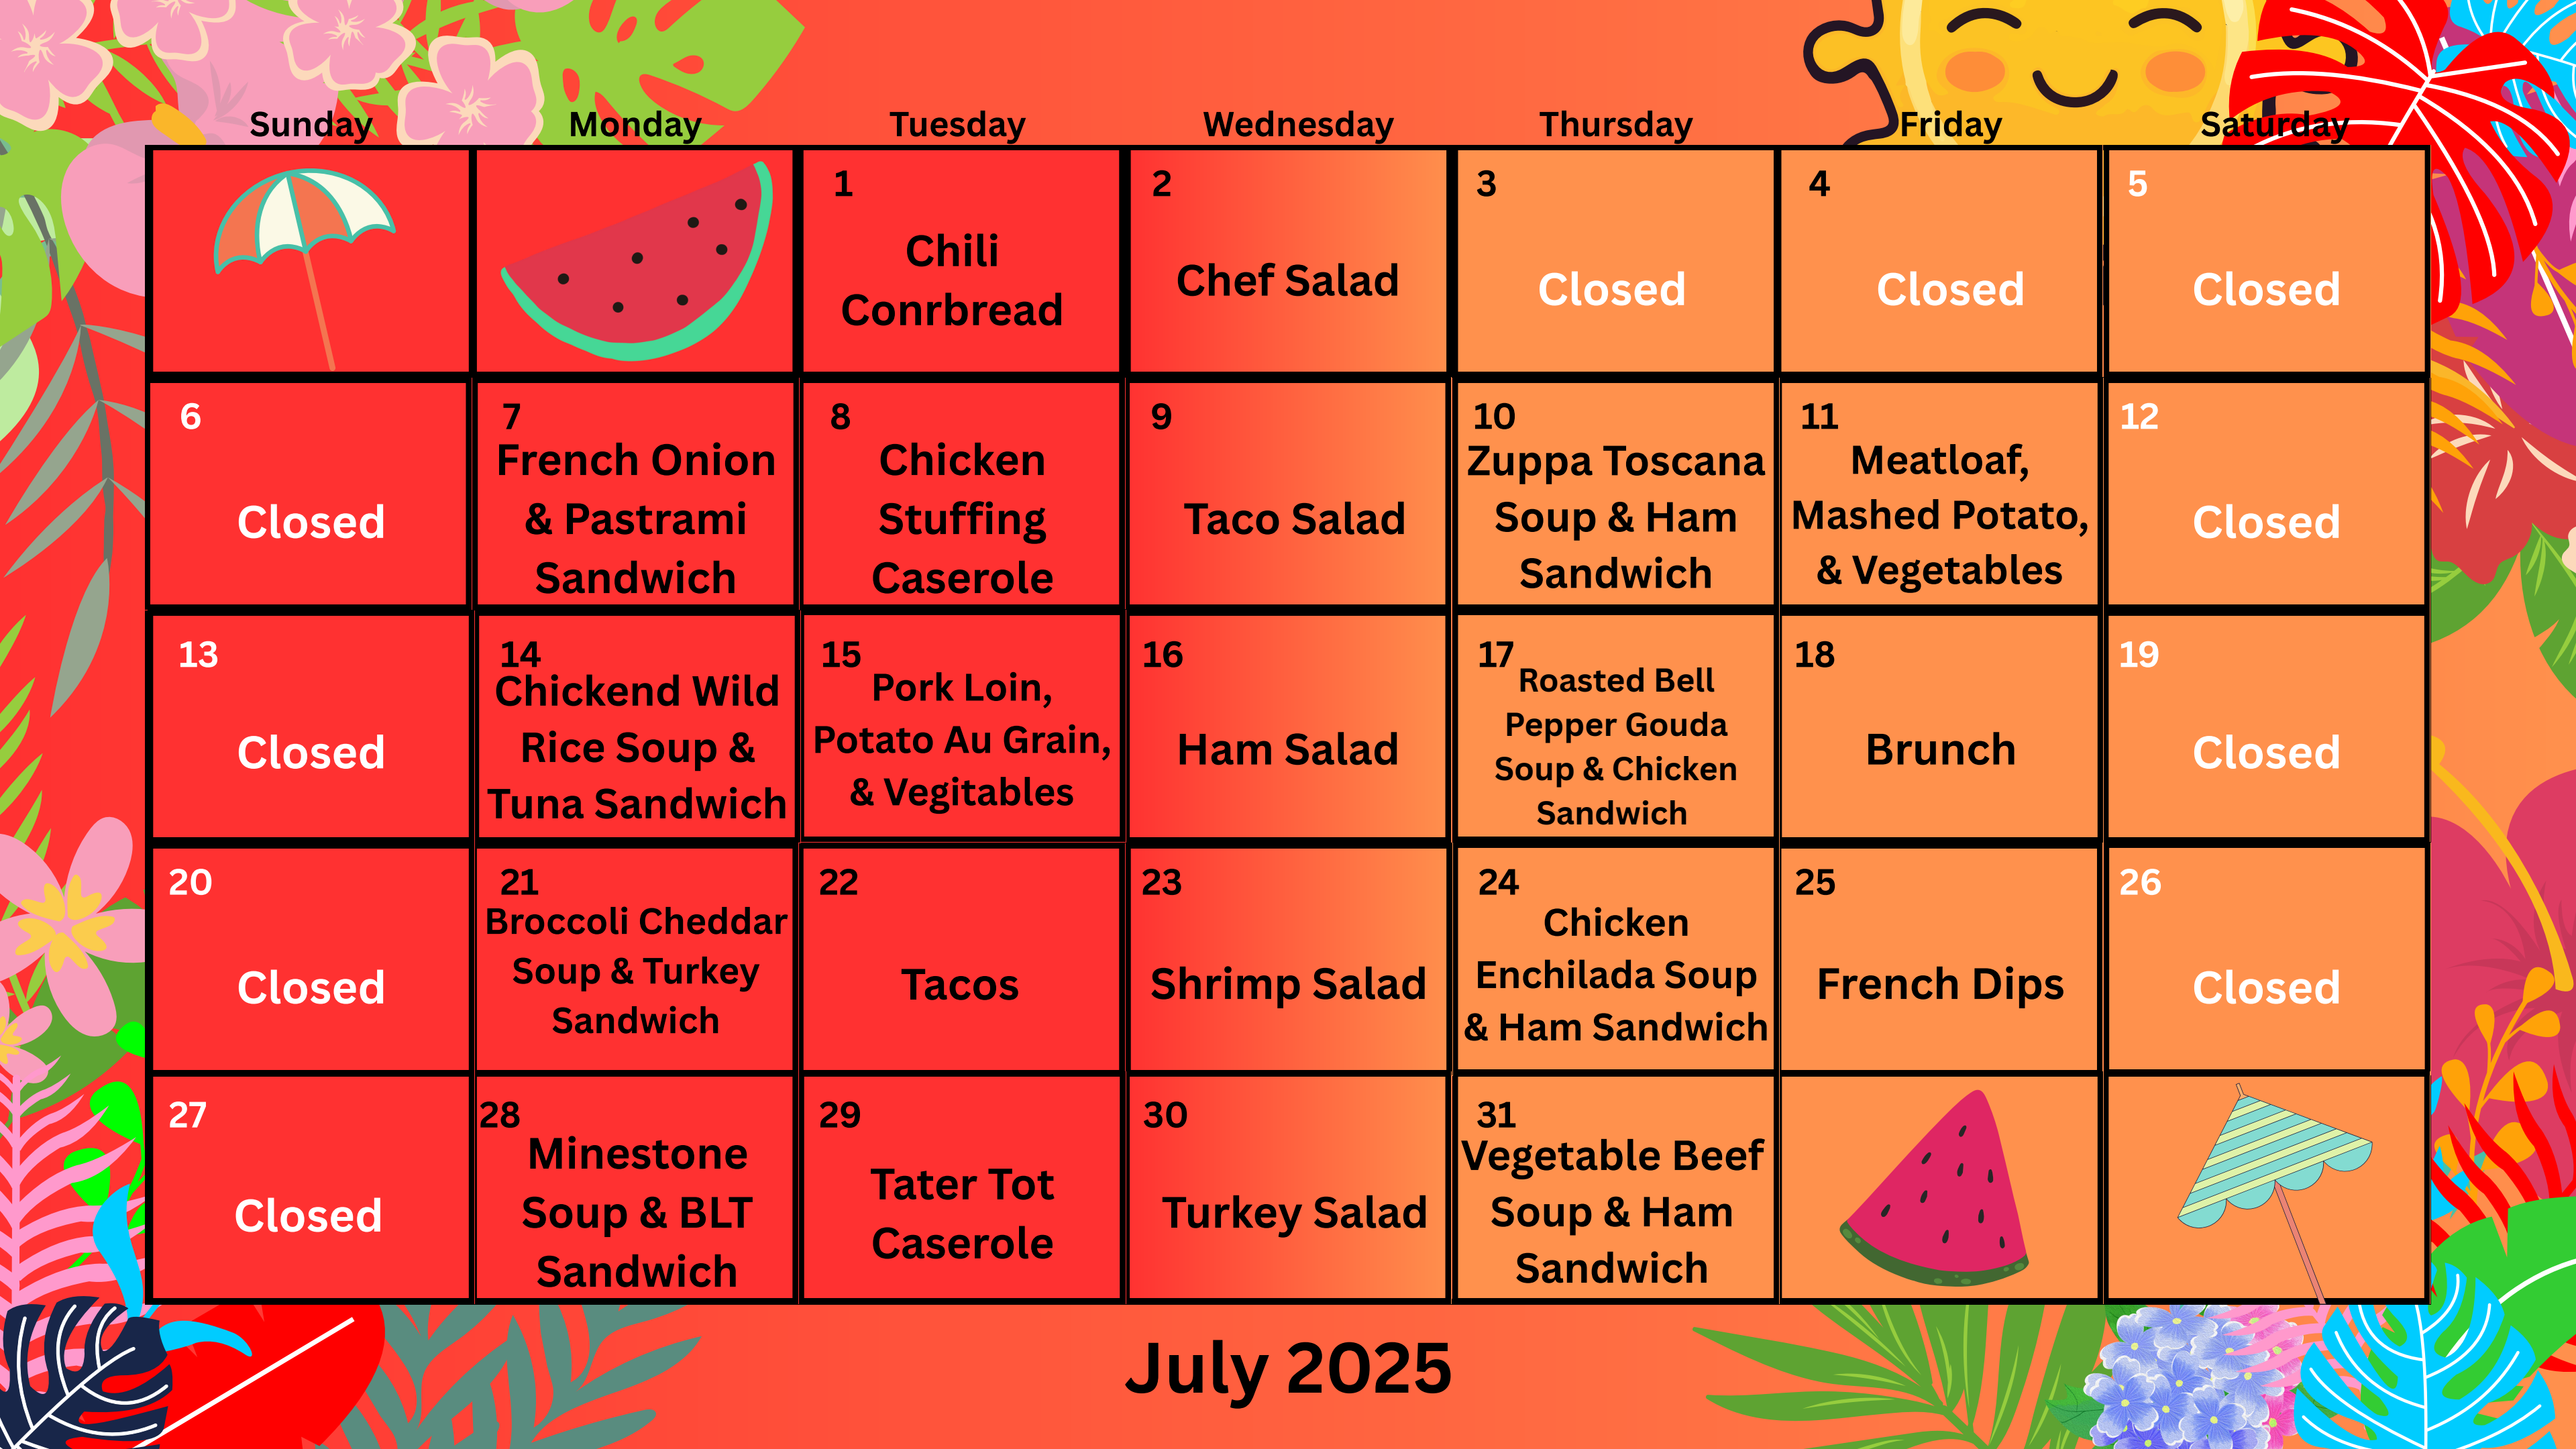 Sunday
Monday
Tuesday
Wednesday
Thursday
Friday
Saturday
1
Chili
Conrbread
2
Chef Salad
3
Closed
4
Closed
5
Closed
6
Closed
7
French Onion
& Pastrami
Sandwich
8
Chicken
Stuffing
Caserole
9
Taco Salad
10
Zuppa Toscana
Soup & Ham
Sandwich
11
Meatloaf,
Mashed Potato,
& Vegetables
12
Closed
13
Closed
14
Chickend Wild
Rice Soup &
Tuna Sandwich
15
Pork Loin,
Potato Au Grain,
& Vegitables
16
Ham Salad
17
Roasted Bell
Pepper Gouda
Soup & Chicken
Sandwich
18
Brunch
19
Closed
20
Closed
21
Broccoli Cheddar
Soup & Turkey
Sandwich
22
Tacos
23
Shrimp Salad
24
Chicken
Enchilada Soup
& Ham Sandwich
25
French Dips
26
Closed
27
Closed
28
Minestone
Soup & BLT
Sandwich
29
Tater Tot
Caserole
30
Turkey Salad
31
Vegetable Beef
Soup & Ham
Sandwich
July 2025